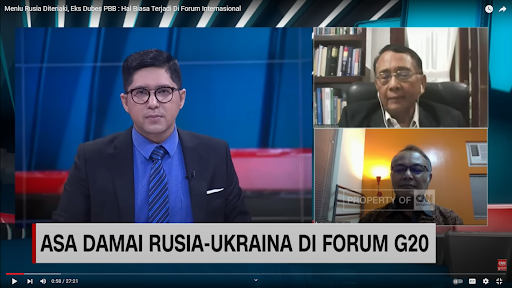 Menlu Rusia Diteriaki, Eks Dubes PBB : Hal Biasa Terjadi Di Forum Internasional
PROPERTY OF CNN
ASA DAMAI RUSIA-UKRAINA DI FORUM G20
0:58 / 27:21